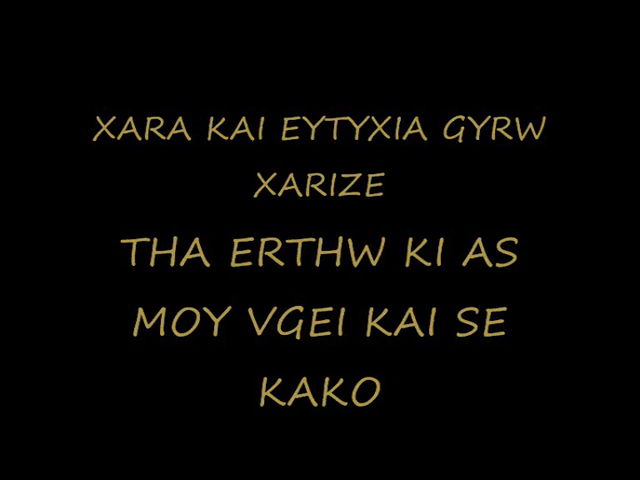 XARA KAI EYTYXIA GYRW
XARIZE
THA ERTHW KI AS
MOY VGEI KAI SE
KAKO